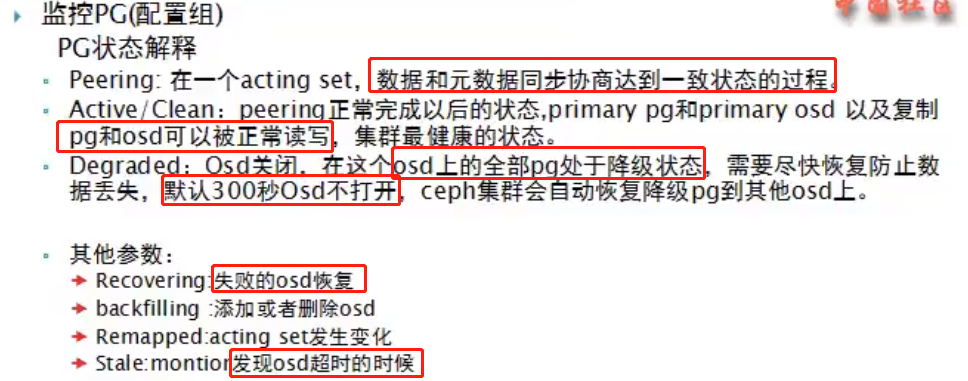 中国社区
监控PG(配置组)
PG状态解释
Peering: 在一个acting set，数据和元数据同步协商达到一致状态的过程。
Active/Clean：peering正常完成以后的状态,primary pg和primary osd 以及复制
pg和osd可以被正常读写，集群最健康的状态。
Degraded：Osd关闭，在这个osd上的全部pg处于降级状态，需要尽快恢复防止数
据丢失，默认300秒Osd不打开，ceph集群会自动恢复降级pg到其他osd上。
其他参数：
Recovering:失败的osd恢复
backfilling :添加或者删除osd
Remapped:acting set发生变化
Stale:montior发现osd超时的时候